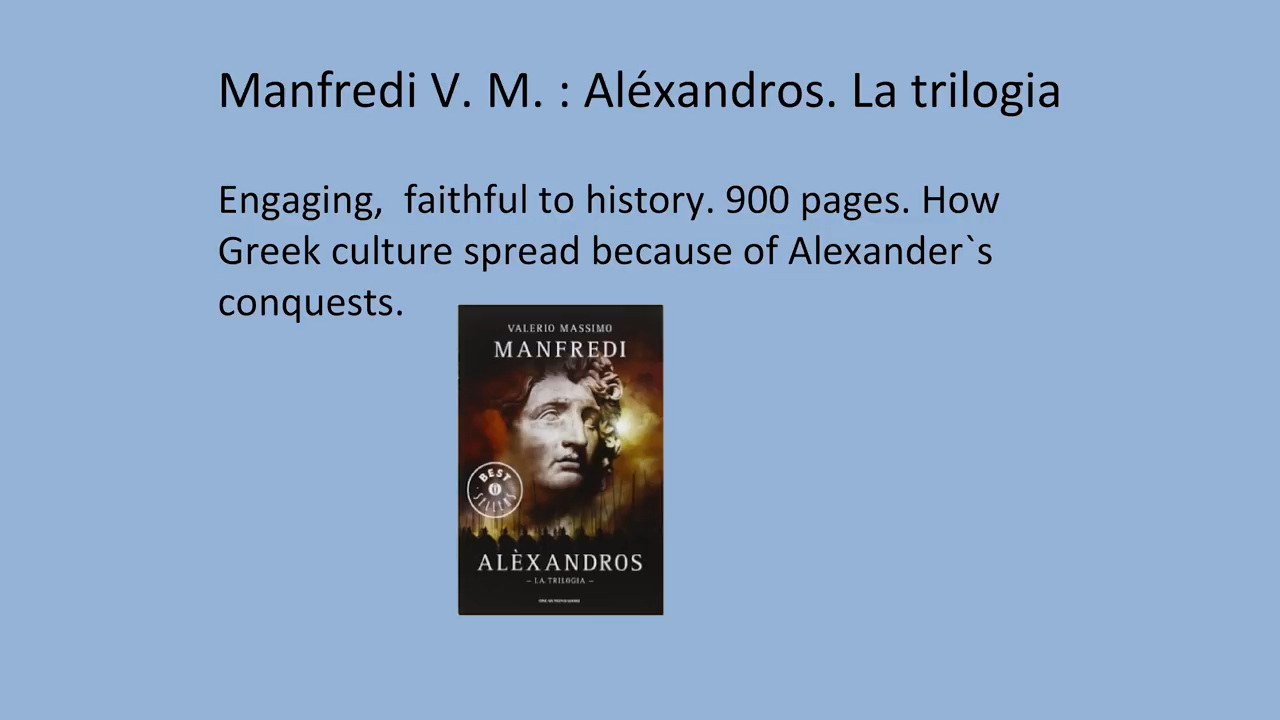 Manfredi V. M. : Aléxandros. La trilogia
Engaging,  faithful to history. 900 pages. How
Greek culture spread because of Alexander`s
conquests.
VALERIO MASSIMO
MANFREDI
BEST
SELLERS
ALÈXANDROS
– LA TRILOGIA –